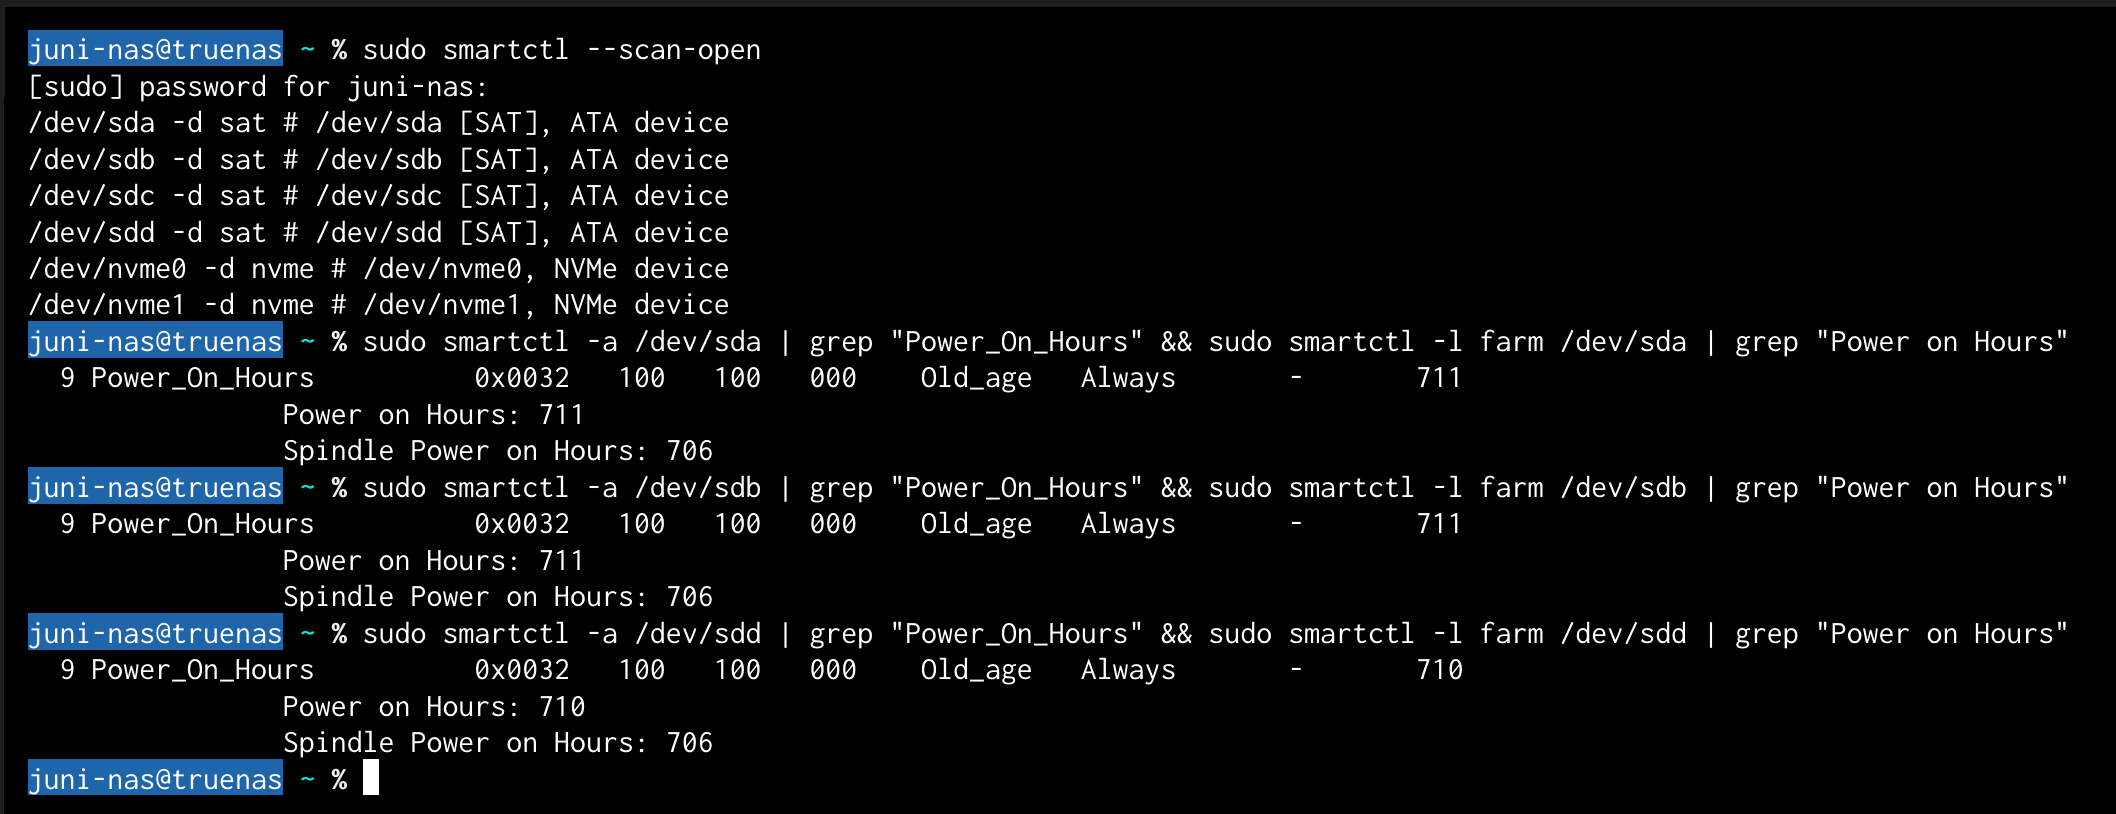 juni-nas@truenas ~ % sudo smartctl --scan-open
[sudo] password for juni-nas:
/dev/sda -d sat # /dev/sda [SAT], ATA device
/dev/sdb -d sat # /dev/sdb [SAT], ATA device
/dev/sdc -d sat # /dev/sdc [SAT], ATA device
/dev/sdd -d sat # /dev/sdd [SAT], ATA device
/dev/nvme0 -d nvme # /dev/nvme0, NVMe device
/dev/nvme1 -d nvme # /dev/nvme1, NVMe device
juni-nas@truenas ~ % sudo smartctl -a /dev/sda | grep "Power_On_Hours" && sudo smartctl -l farm /dev/sda | grep "Power on Hours"
  9 Power_On_Hours          0x0032   100   100   000    Old_age   Always       -       711
                Power on Hours: 711
                Spindle Power on Hours: 706
juni-nas@truenas ~ % sudo smartctl -a /dev/sdb | grep "Power_On_Hours" && sudo smartctl -l farm /dev/sdb | grep "Power on Hours"
  9 Power_On_Hours          0x0032   100   100   000    Old_age   Always       -       711
                Power on Hours: 711
                Spindle Power on Hours: 706
juni-nas@truenas ~ % sudo smartctl -a /dev/sdd | grep "Power_On_Hours" && sudo smartctl -l farm /dev/sdd | grep "Power on Hours"
  9 Power_On_Hours          0x0032   100   100   000    Old_age   Always       -       710
                Power on Hours: 710
                Spindle Power on Hours: 706
juni-nas@truenas ~ %